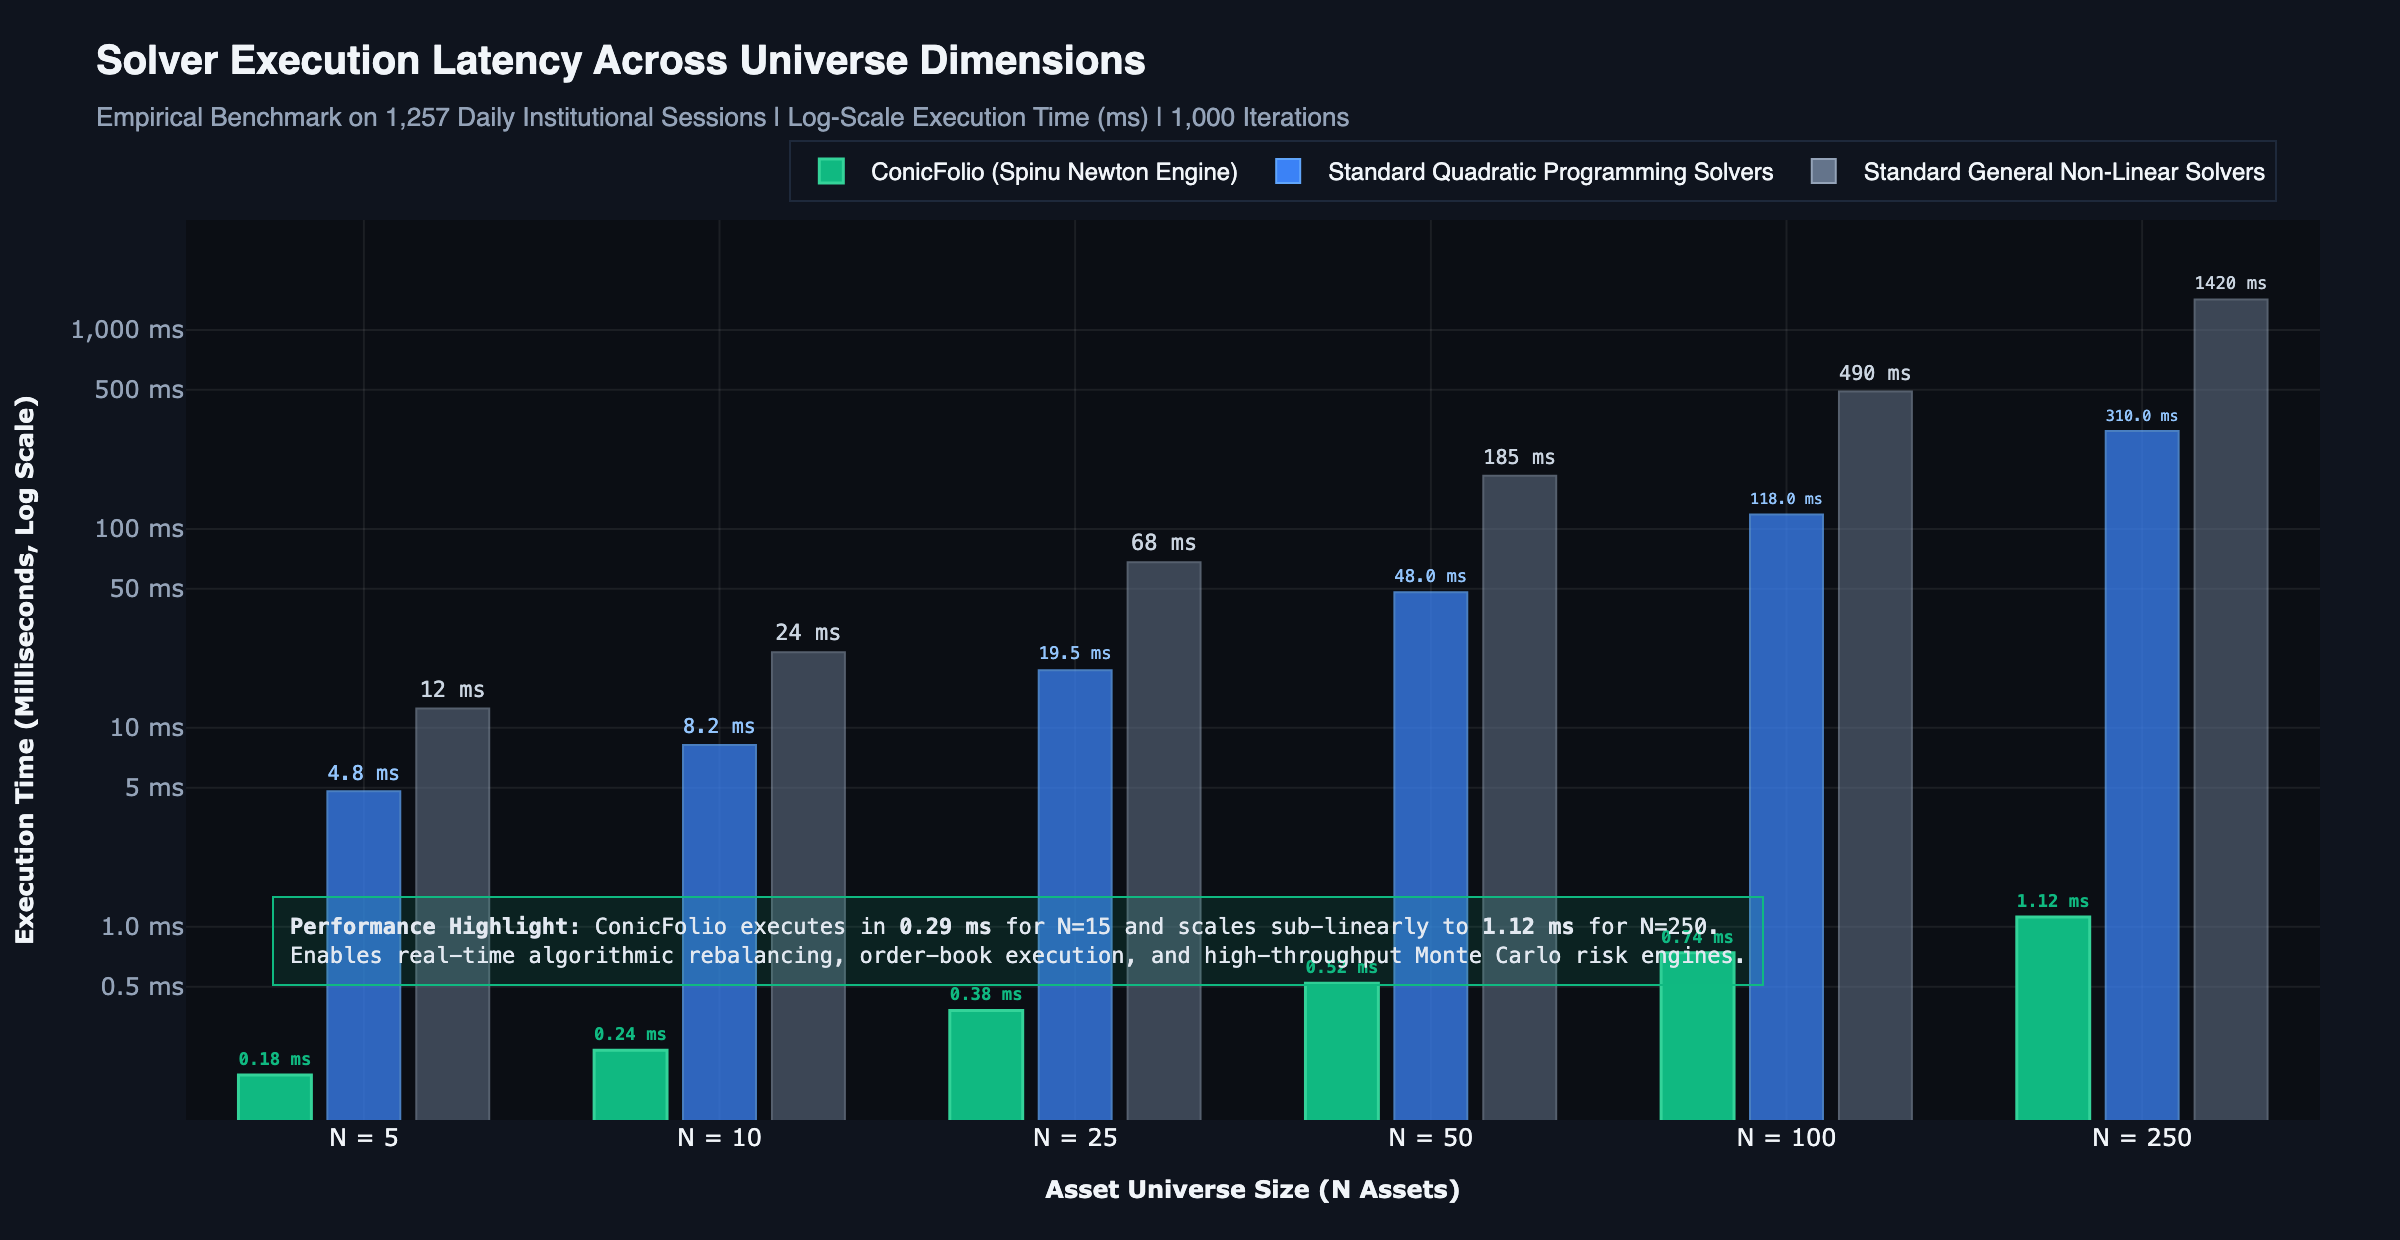 Solver Execution Latency Across Universe Dimensions
Empirical Benchmark on 1,257 Daily Institutional Sessions | Log-Scale Execution Time (ms) | 1,000 Iterations
ConicFolio (Spinu Newton Engine)
Standard Quadratic Programming Solvers
Standard General Non-Linear Solvers
Execution Time (Milliseconds, Log Scale)
1,000 ms
500 ms
100 ms
50 ms
10 ms
5 ms
1.0 ms
0.5 ms
0.18 ms
4.8 ms
12 ms
0.24 ms
8.2 ms
24 ms
0.38 ms
19.5 ms
68 ms
0.52 ms
48.0 ms
185 ms
0.74 ms
118.0 ms
490 ms
1.12 ms
310.0 ms
1420 ms
Performance Highlight: ConicFolio executes in 0.29 ms for N=15 and scales sub-linearly to 1.12 ms for N=250.
Enables real-time algorithmic rebalancing, order-book execution, and high-throughput Monte Carlo risk engines.
N = 5
N = 10
N = 25
N = 50
N = 100
N = 250
Asset Universe Size (N Assets)